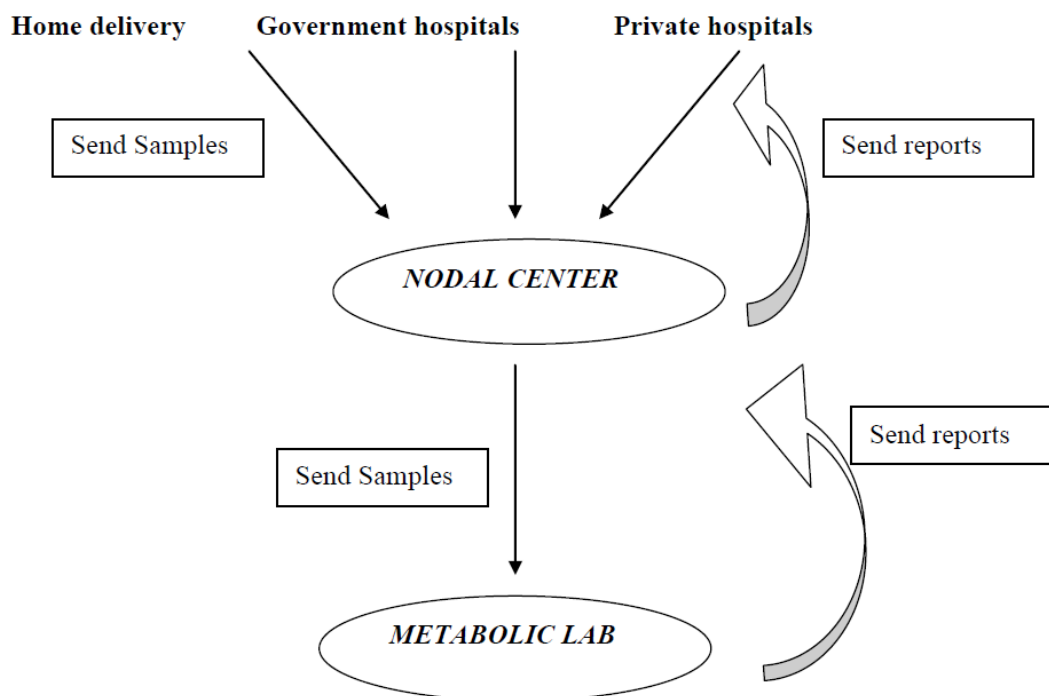 Home delivery Government hospitals Private hospitals
Send Samples
Send reports
NODAL CENTER
Send reports
Send Samples
METABOLIC LAB